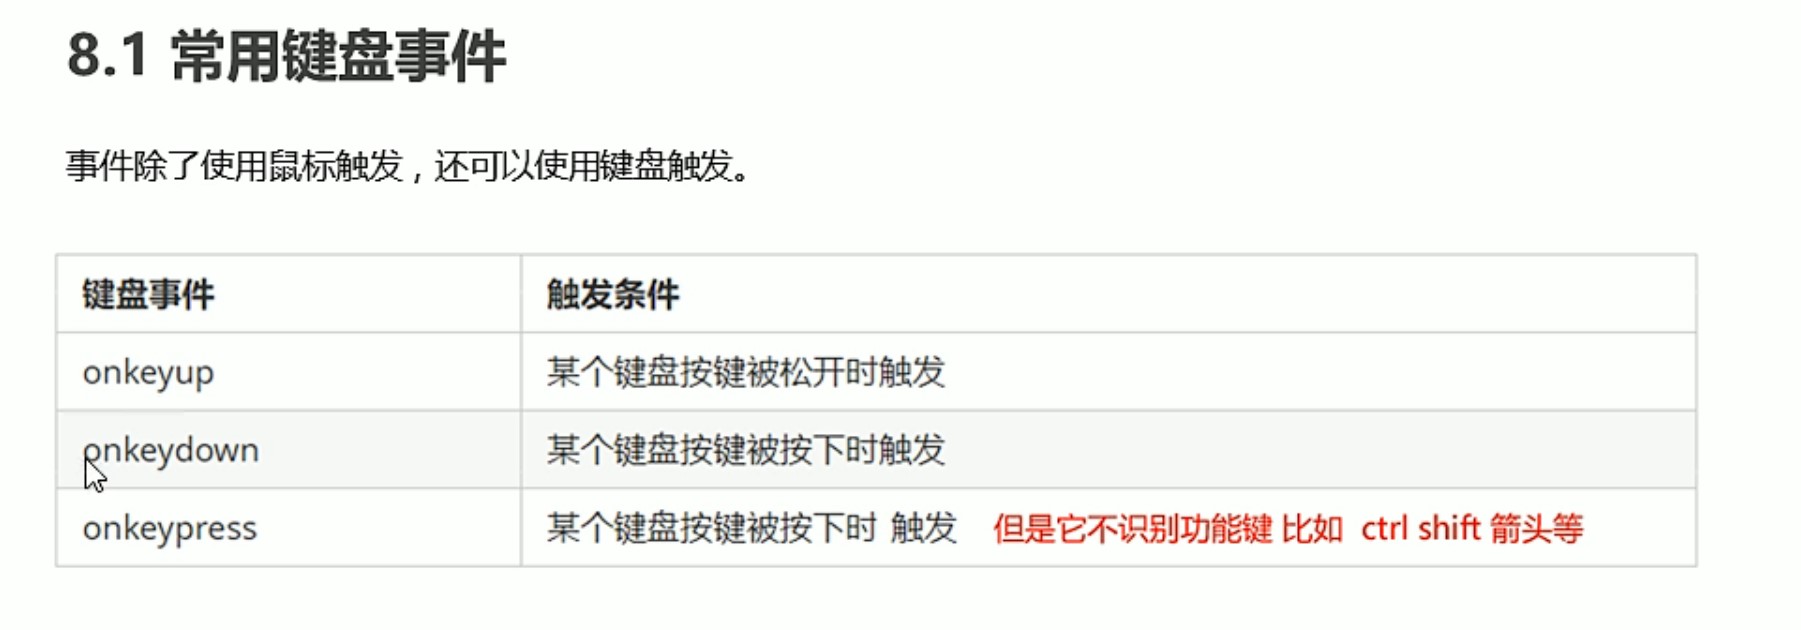 8.1 常用键盘事件
事件除了使用鼠标触发，还可以使用键盘触发。
键盘事件 触发条件
onkeyup 某个键盘按键被松开时触发
onkeydown 某个键盘按键被按下时触发
onkeypress 某个键盘按键被按下时 触发 但是它不识别功能键 比如 ctrl shift 箭头等